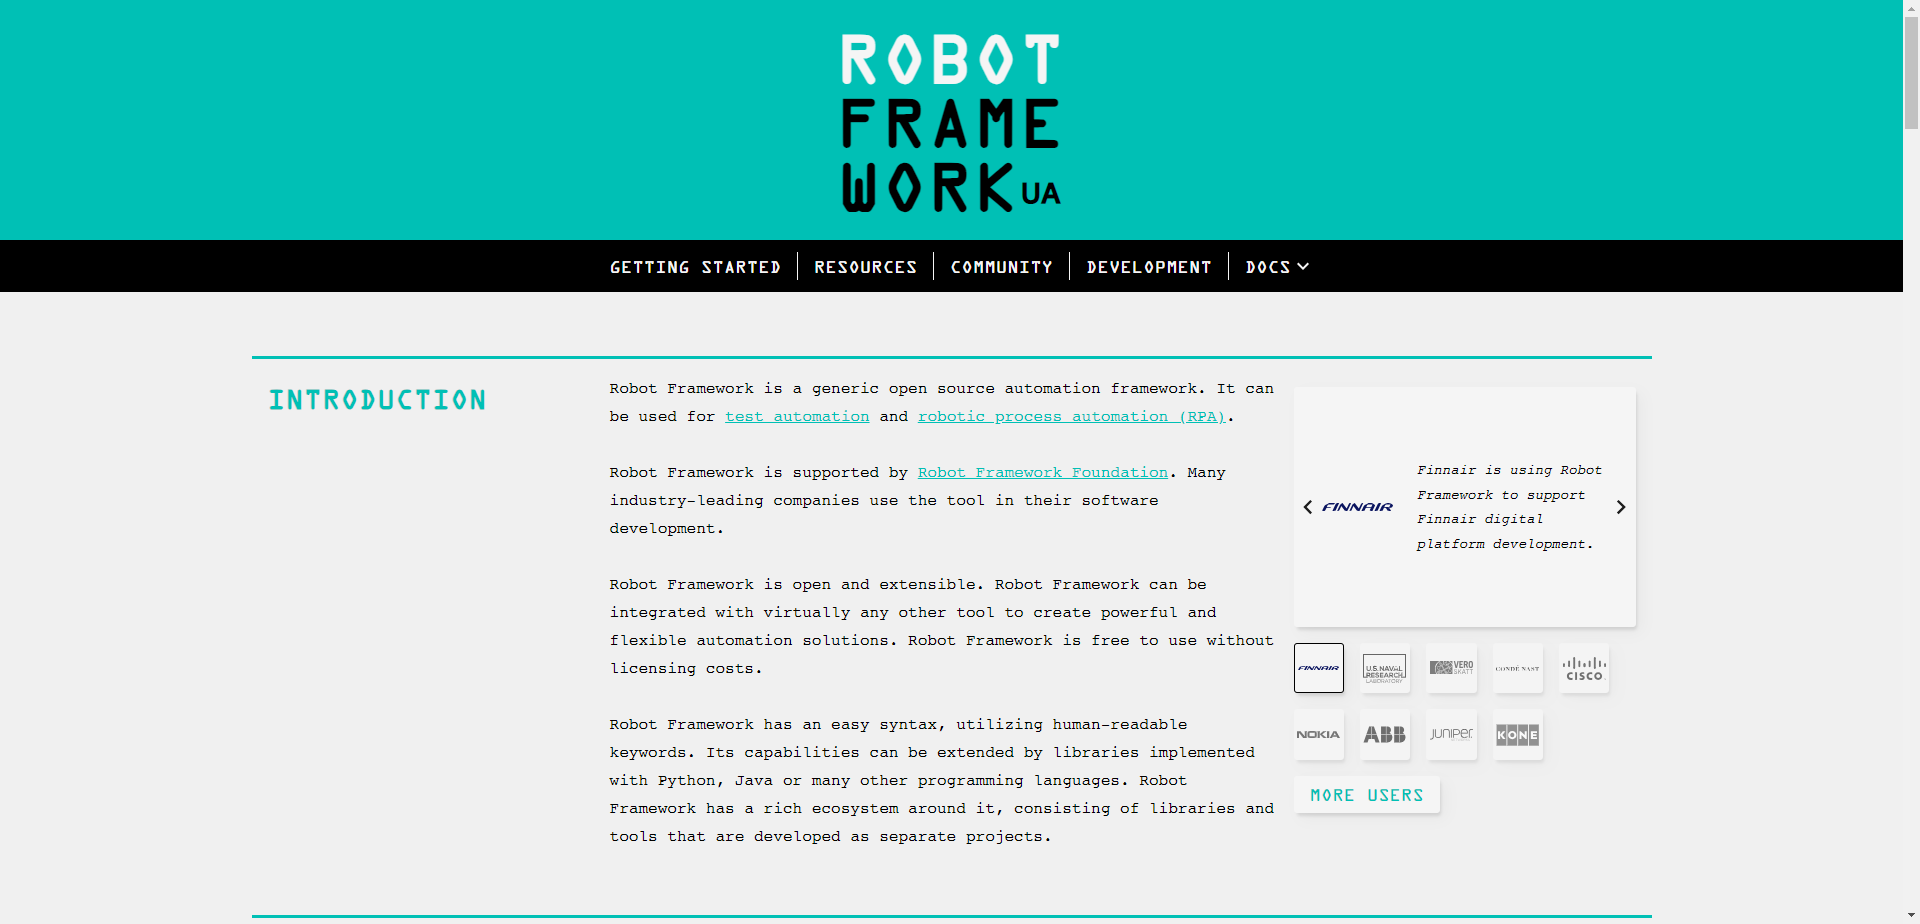 ROBOT
FRAME
WORK UA
GETTING STARTED
RESOURCES
COMMUNITY
DEVELOPMENT
DOCS
INTRODUCTION
Robot Framework is a generic open source automation framework. It can
be used for test automation and robotic process automation (RPA).
Robot Framework is supported by Robot Framework Foundation. Many
industry-leading companies use the tool in their software
development.
Robot Framework is open and extensible. Robot Framework can be
integrated with virtually any other tool to create powerful and
flexible automation solutions. Robot Framework is free to use without
licensing costs.
Robot Framework has an easy syntax, utilizing human-readable
keywords. Its capabilities can be extended by libraries implemented
with Python, Java or many other programming languages. Robot
Framework has a rich ecosystem around it, consisting of libraries and
tools that are developed as separate projects.
FINNAIR
Finnair is using Robot
Framework to support
Finnair digital
platform development.
FINNAIR
U.S. NAVAL
RESEARCH
LABORATORY
VERO
SKATT
CONDÉ NAST
CISCO
NOKIA
ABB
JUNIPER
KONE
MORE USERS